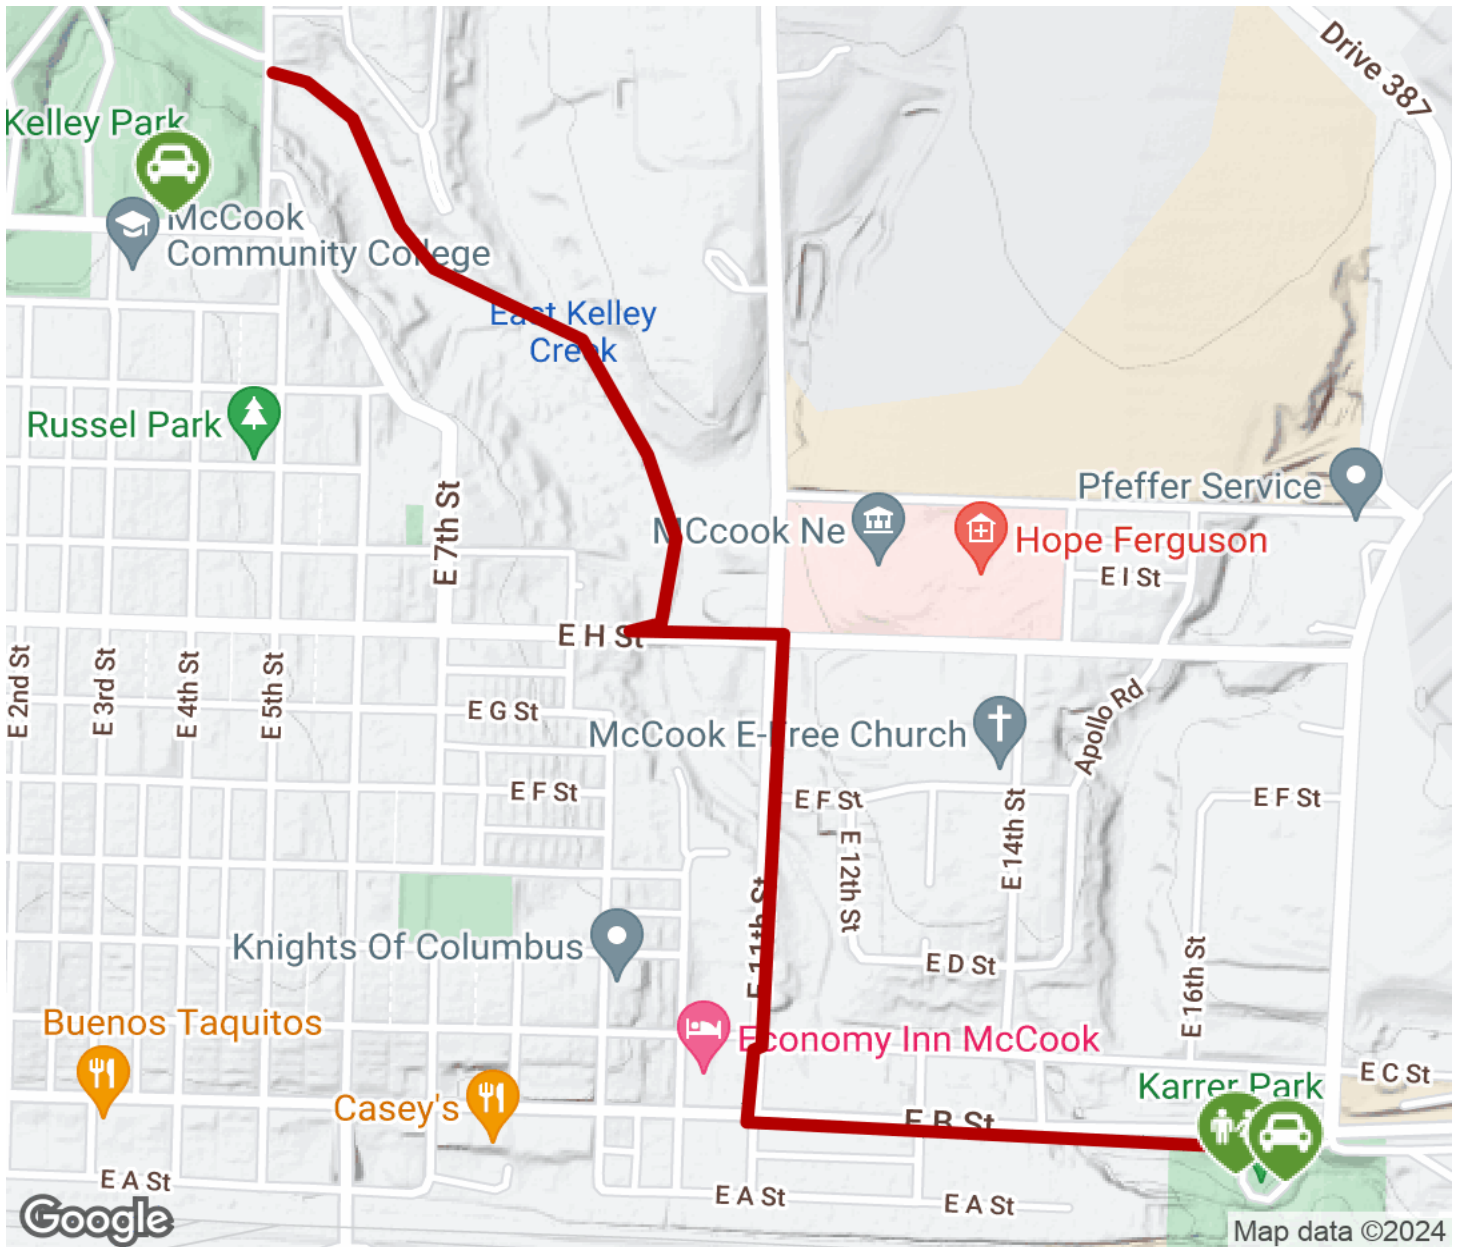 Drive 387
Kelley Park
McCook
Community College
East Kelley
Creek
Russel Park
E 7th St
Pfeffer Service
MCcook Ne
Hope Ferguson
E I St
E H St
E 2nd St
E 3rd St
E 4th St
E 5th St
E G St
McCook E-Free Church
Apollo Rd
E F St
E F St
E F St
E 12th St
E 14th St
E 11th St
Knights Of Columbus
E D St
E 16th St
Buenos Taquitos
Economy Inn McCook
E C St
Karrer Park
Casey's
E B St
E A St
E A St
E A St
Google
Map data ©2024